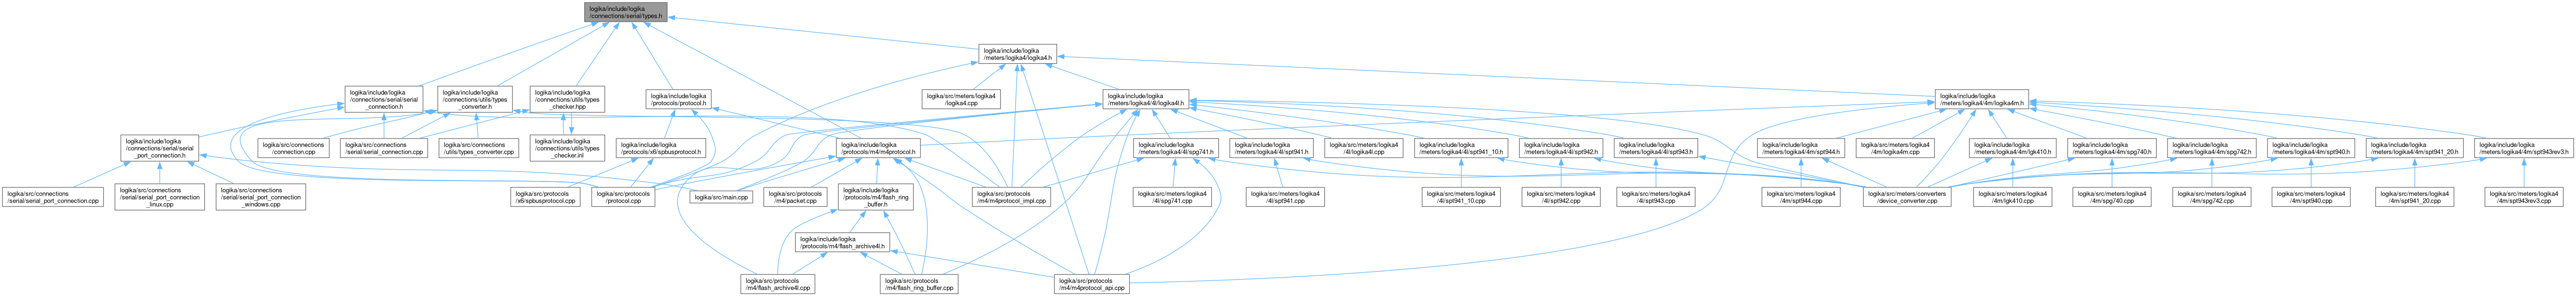 logika/include/logika
/connections/serial/types.h
logika/include/logika
/meters/logika4/logika4.h
logika/include/logika
/connections/serial/serial
_connection.h
logika/include/logika
/connections/utils/types
_converter.h
logika/include/logika
/connections/utils/types
_checker.hpp
logika/include/logika
/protocols/protocol.h
logika/src/meters/logika4
/logika4.cpp
logika/include/logika
/meters/logika4/4l/logika4l.h
logika/include/logika
/meters/logika4/4m/logika4m.h
logika/include/logika
/connections/serial/serial
_port_connection.h
logika/src/connections
/connection.cpp
logika/src/connections
/serial/serial_connection.cpp
logika/src/connections
/utils/types_converter.cpp
logika/include/logika
/connections/utils/types
_checker.inl
logika/include/logika
/protocols/x6/spbusprotocol.h
logika/include/logika
/protocols/m4/m4protocol.h
logika/include/logika
/meters/logika4/4l/spg741.h
logika/include/logika
/meters/logika4/4l/spt941.h
logika/src/meters/logika4
/4l/logika4l.cpp
logika/include/logika
/meters/logika4/4l/spt941_10.h
logika/include/logika
/meters/logika4/4l/spt942.h
logika/include/logika
/meters/logika4/4l/spt943.h
logika/include/logika
/meters/logika4/4m/spt944.h
logika/src/meters/logika4
/4m/logika4m.cpp
logika/include/logika
/meters/logika4/4m/lgk410.h
logika/include/logika
/meters/logika4/4m/spg740.h
logika/include/logika
/meters/logika4/4m/spg742.h
logika/include/logika
/meters/logika4/4m/spt940.h
logika/include/logika
/meters/logika4/4m/spt941_20.h
logika/include/logika
/meters/logika4/4m/spt943rev3.h
logika/src/connections
/serial/serial_port_connection.cpp
logika/src/connections
/serial/serial_port_connection
_linux.cpp
logika/src/connections
/serial/serial_port_connection
_windows.cpp
logika/src/protocols
/x6/spbusprotocol.cpp
logika/src/protocols
/protocol.cpp
logika/src/main.cpp
logika/src/protocols
/m4/packet.cpp
logika/include/logika
/protocols/m4/flash_ring
_buffer.h
logika/src/protocols
/m4/m4protocol_impl.cpp
logika/src/meters/logika4
/4l/spg741.cpp
logika/src/meters/logika4
/4l/spt941.cpp
logika/src/meters/logika4
/4l/spt941_10.cpp
logika/src/meters/logika4
/4l/spt942.cpp
logika/src/meters/logika4
/4l/spt943.cpp
logika/src/meters/logika4
/4m/spt944.cpp
logika/src/meters/converters
/device_converter.cpp
logika/src/meters/logika4
/4m/lgk410.cpp
logika/src/meters/logika4
/4m/spg740.cpp
logika/src/meters/logika4
/4m/spg742.cpp
logika/src/meters/logika4
/4m/spt940.cpp
logika/src/meters/logika4
/4m/spt941_20.cpp
logika/src/meters/logika4
/4m/spt943rev3.cpp
logika/include/logika
/protocols/m4/flash_archive4l.h
logika/src/protocols
/m4/flash_archive4l.cpp
logika/src/protocols
/m4/flash_ring_buffer.cpp
logika/src/protocols
/m4/m4protocol_api.cpp